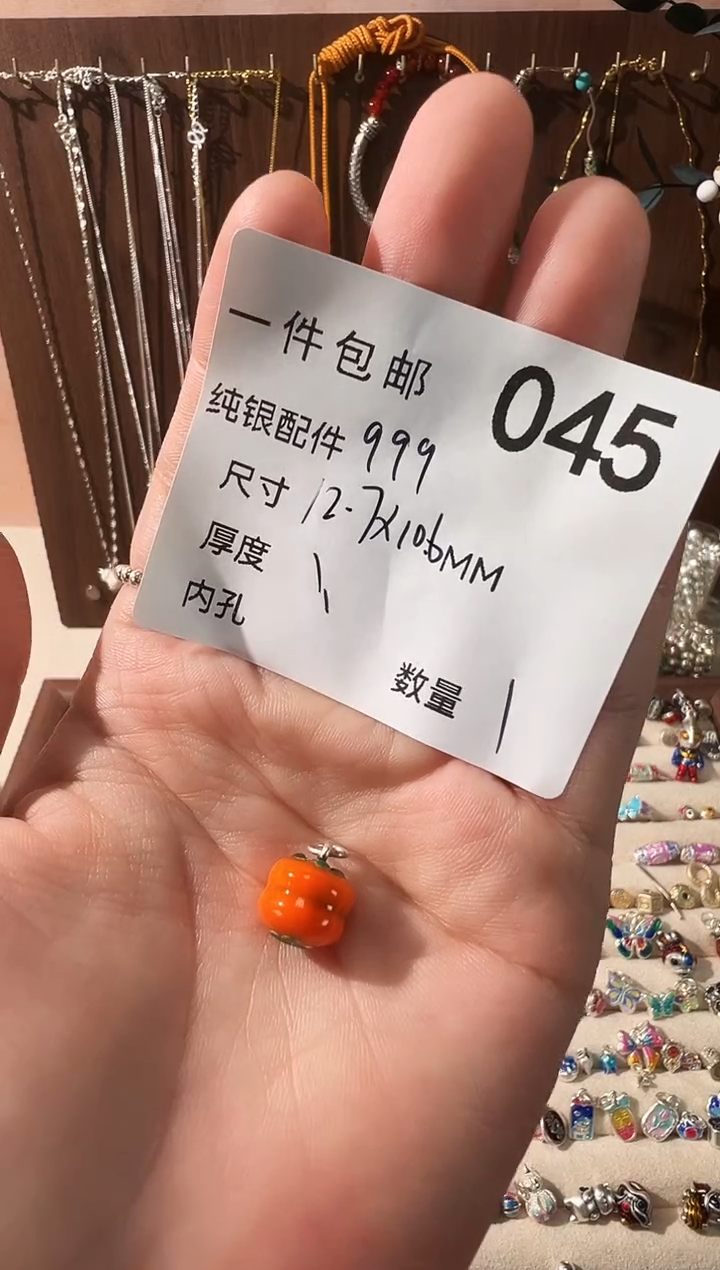 一件包邮
045
纯银配件 999
尺寸 12.7X10.6MM
厚度 \
内孔 \
数量 1